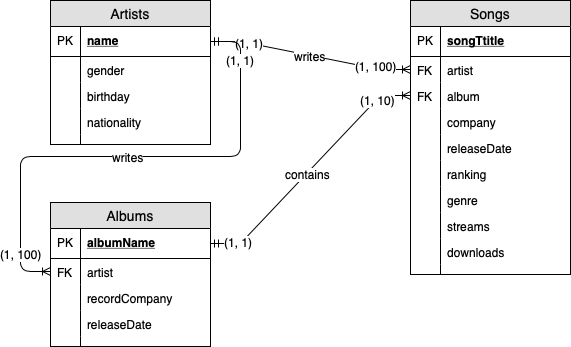 Artists
PK name
gender
birthday
nationality
Songs
PK songTtitle
FK artist
FK album
company
releaseDate
ranking
genre
streams
downloads
(1, 1)
(1, 1)
writes
(1, 100)
(1, 10)
writes
contains
Albums
PK albumName
FK artist
recordCompany
releaseDate
(1, 1)
(1, 100)